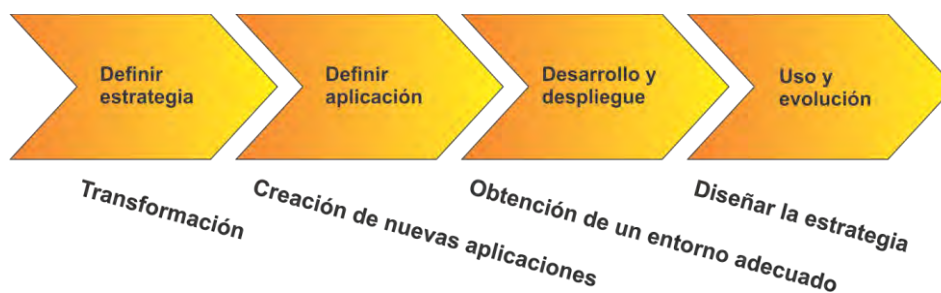 Definir
estrategia
Definir
aplicación
Desarrollo y
despliegue
Uso y
evolución
Transformación
Creación de nuevas aplicaciones
Obtención de un entorno adecuado
Diseñar la estrategia